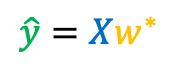 ŷ = Xw*